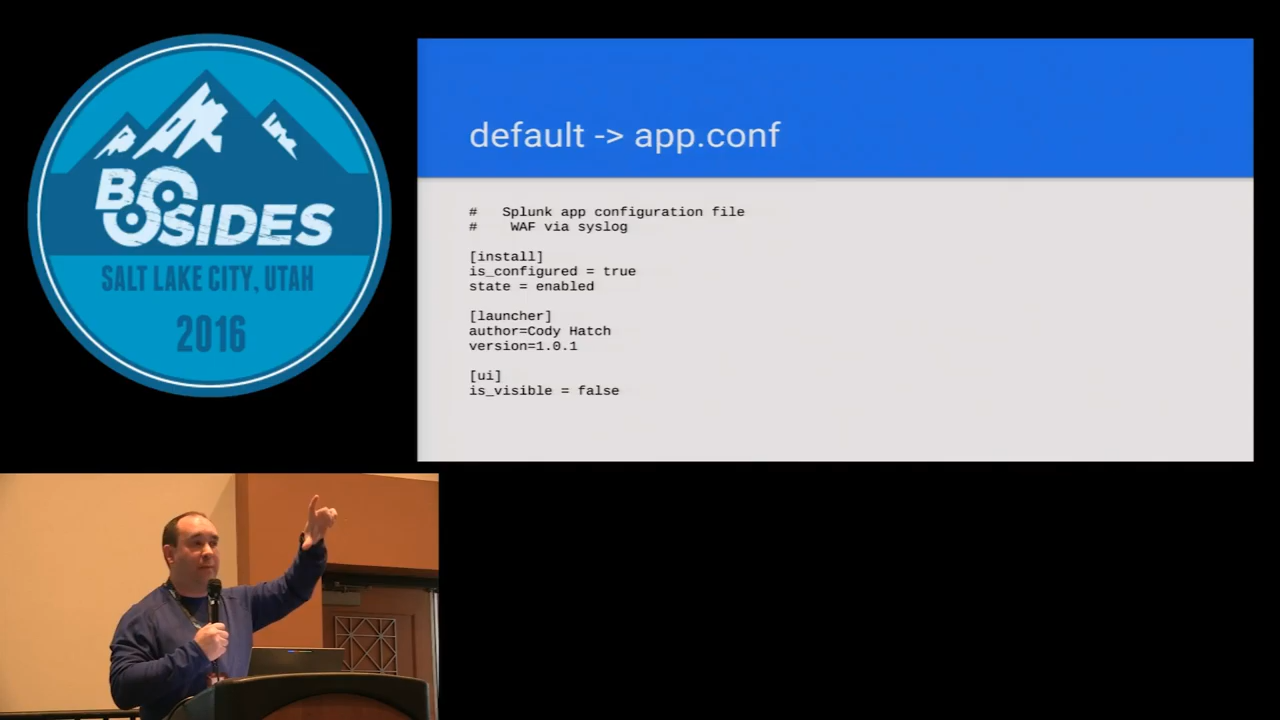 BSIDES
SALT LAKE CITY, UTAH
2016
default -> app.conf
# Splunk app configuration file
# WAF via syslog
[install]
is_configured = true
state = enabled
[launcher]
author=Cody Hatch
version=1.0.1
[ui]
is_visible = false